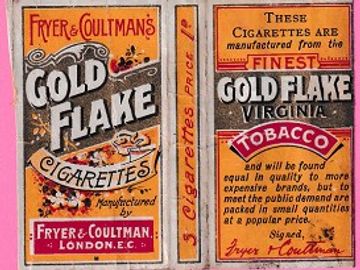 FRYER & COULTMAN'S
GOLD
FLAKE
CIGARETTES
Manufactured
by
FRYER & COULTMAN,
LONDON. E.C.
5 Cigarettes PRICE 1D
THESE
CIGARETTES ARE
manufactured from the
FINEST
GOLD FLAKE
VIRGINIA
TOBACCO
and will be found
equal in quality to more
expensive brands, but to
meet the public demand are
packed in small quantities
at a popular price.
Signed,
Fryer & Coultman